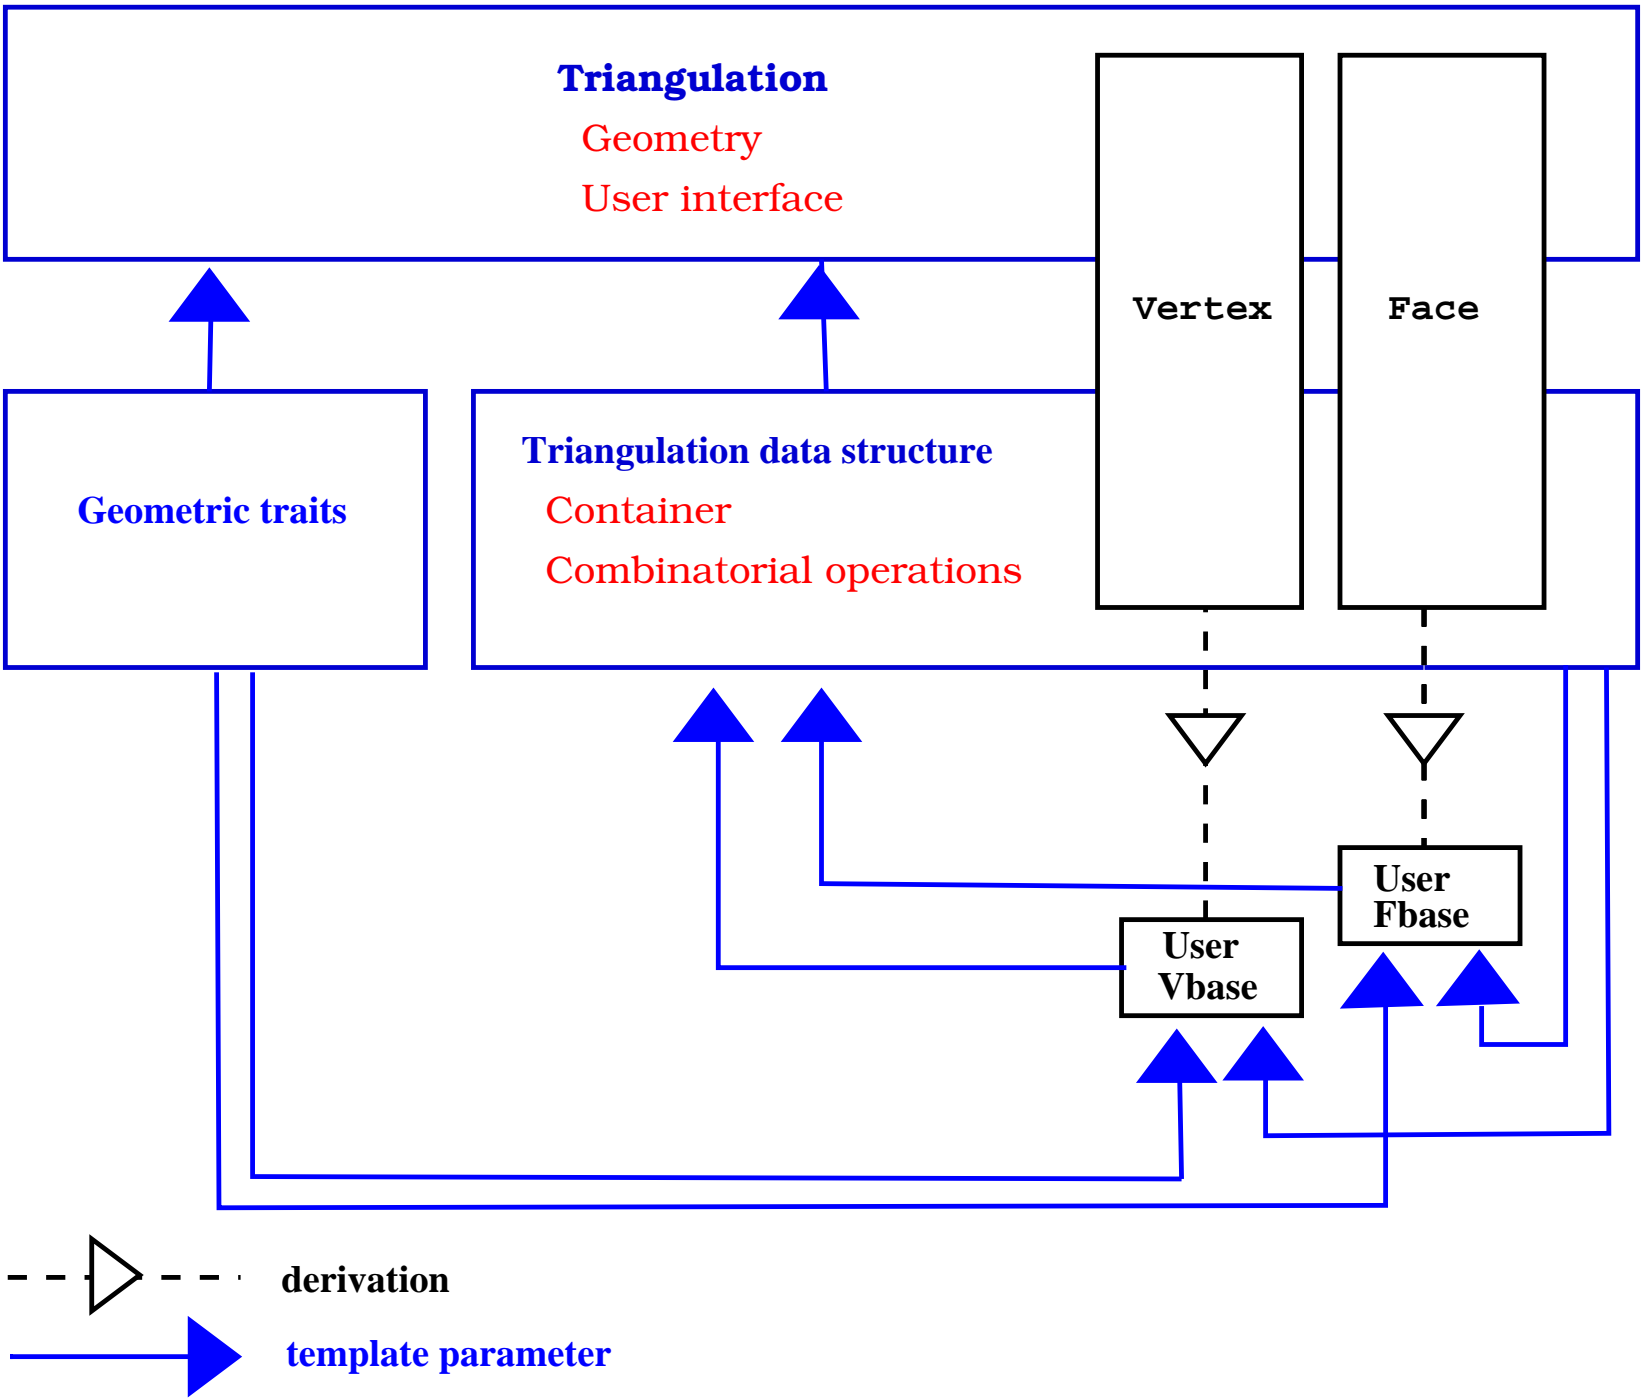 Triangulation
Geometry
User interface
Vertex
Face
Geometric traits
Triangulation data structure
Container
Combinatorial operations
User
Fbase
User
Vbase
derivation
template parameter